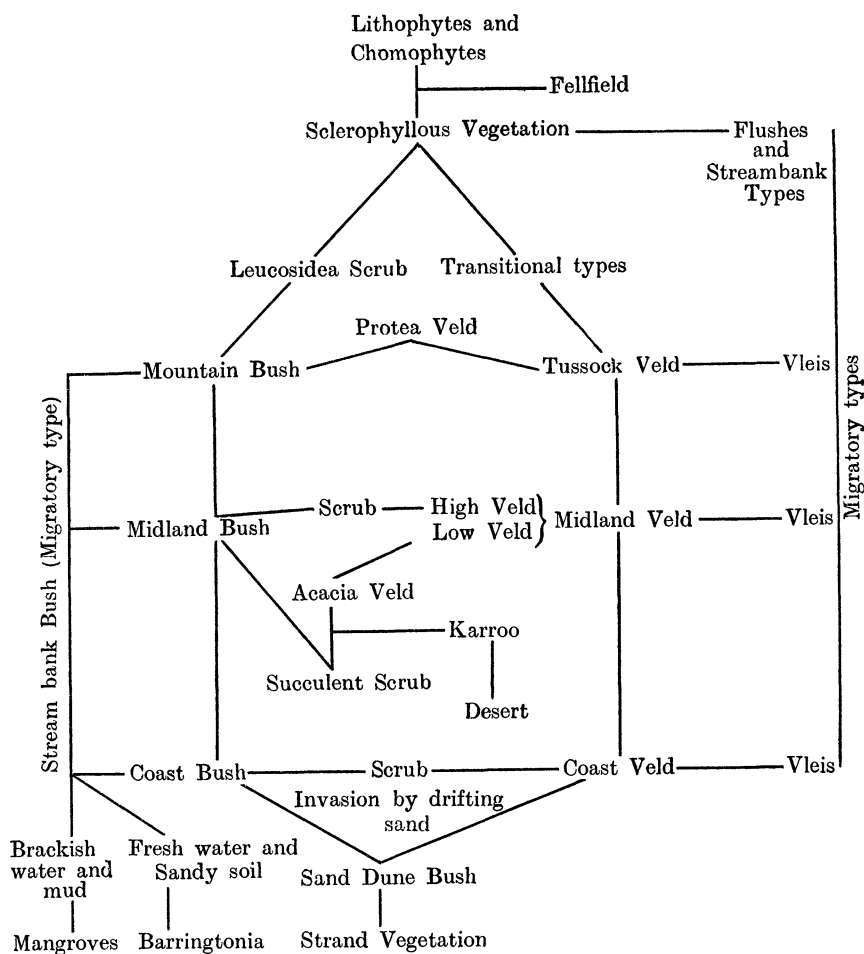 Lithophytes and
Chomophytes
Fellfield
Sclerophyllous Vegetation
Flushes
and
Streambank
Types
Leucosidea Scrub
Transitional types
Protea Veld
Mountain Bush
Tussock Veld
Vleis
Migratory types
Stream bank Bush (Migratory type)
Scrub
High Veld
Low Veld
Midland Bush
Midland Veld
Vleis
Acacia Veld
Karroo
Succulent Scrub
Desert
Coast Bush
Scrub
Coast Veld
Vleis
Invasion by drifting
sand
Brackish
water and
mud
Fresh water and
Sandy soil
Sand Dune Bush
Mangroves
Barringtonia
Strand Vegetation